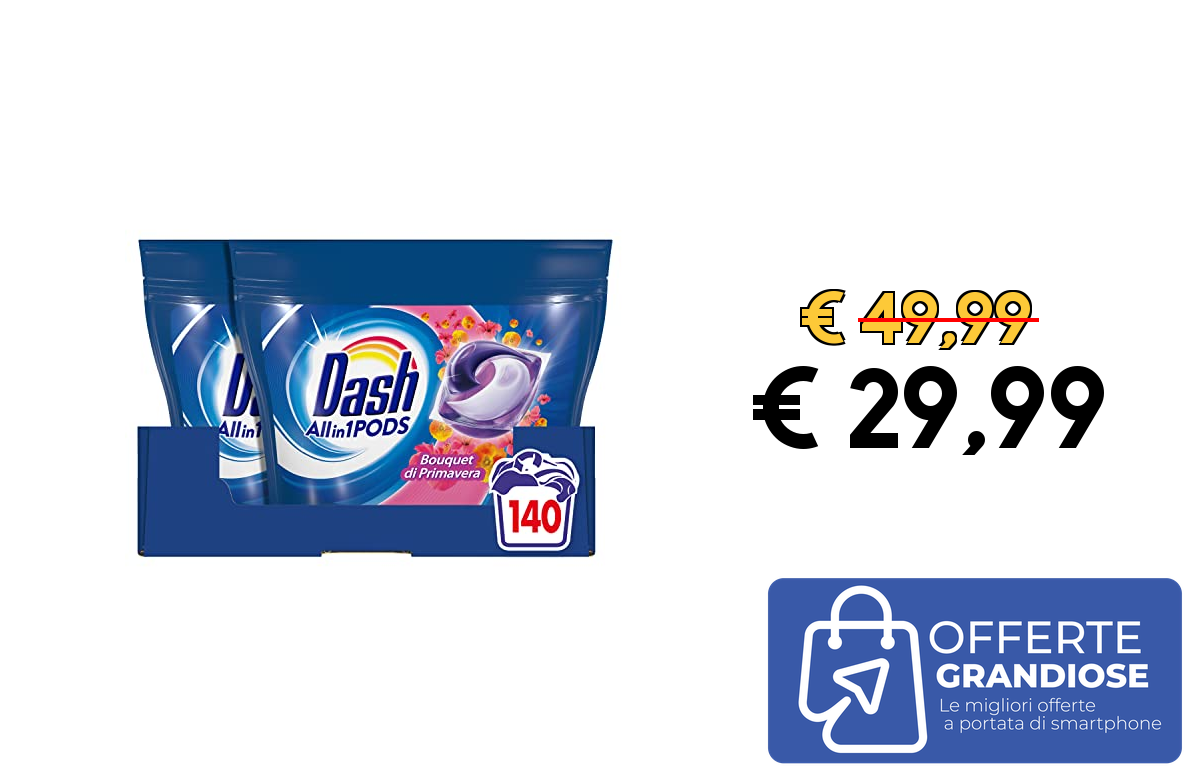 Dash
All in 1 PODS
Bouquet
di Primavera
140
€ 49,99
€ 29,99
OFFERTE
GRANDIOSE
Le migliori offerte
a portata di smartphone